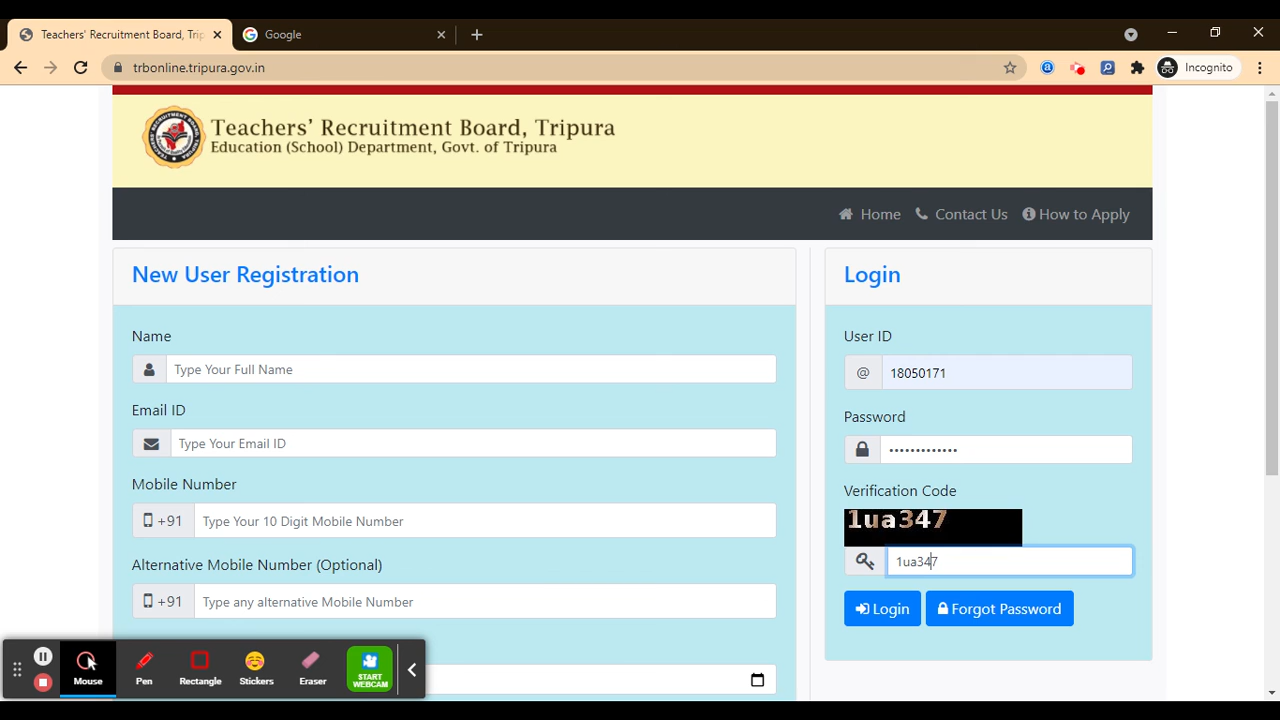 Teachers' Recruitment Board, Trip
Google
trbonline.tripura.gov.in
Incognito
Teachers' Recruitment Board, Tripura
Education (School) Department, Govt. of Tripura
Home
Contact Us
How to Apply
New User Registration
Name
Type Your Full Name
Email ID
Type Your Email ID
Mobile Number
+91
Type Your 10 Digit Mobile Number
Alternative Mobile Number (Optional)
+91
Type any alternative Mobile Number
Login
User ID
@
18050171
Password
Verification Code
1ua347
1ua347
Login
Forgot Password
Mouse
Pen
Rectangle
Stickers
Eraser
START
WEBCAM